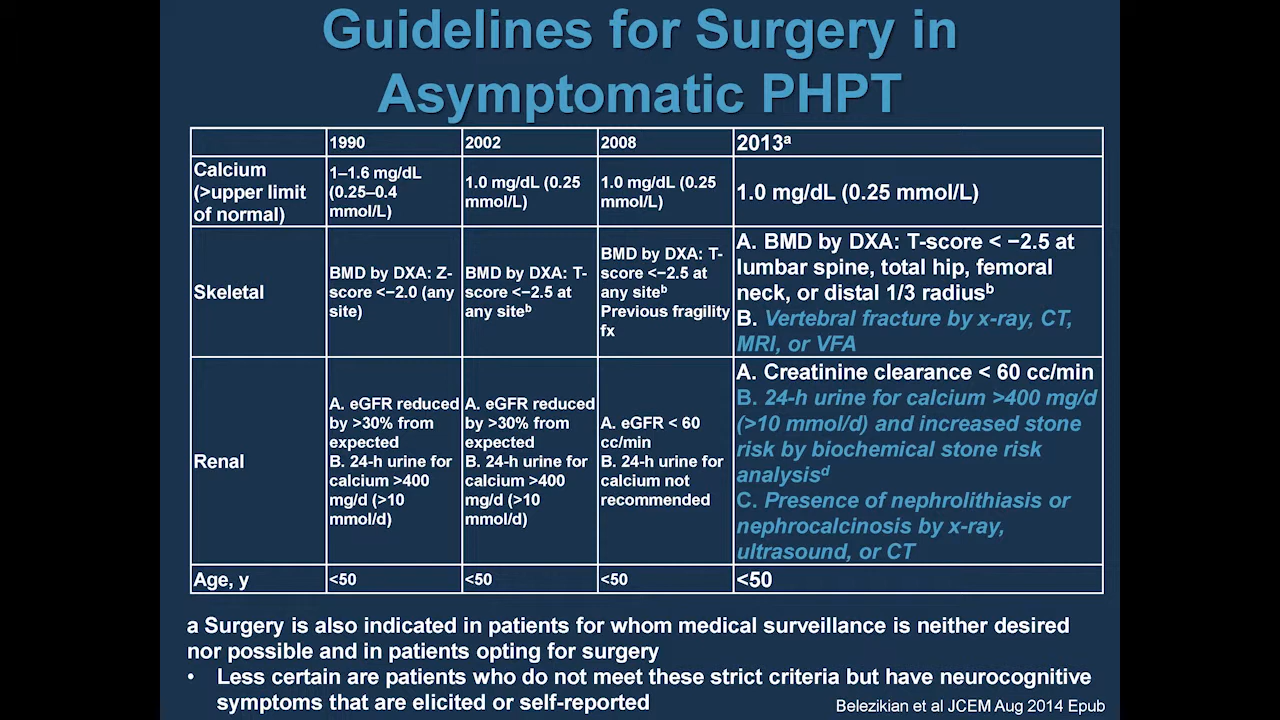 Guidelines for Surgery in
Asymptomatic PHPT
1990
2002
2008
2013a
Calcium
(>upper limit
of normal)
1–1.6 mg/dL
(0.25–0.4
mmol/L)
1.0 mg/dL (0.25
mmol/L)
1.0 mg/dL (0.25
mmol/L)
1.0 mg/dL (0.25 mmol/L)
Skeletal
BMD by DXA: Z-
score <−2.0 (any
site)
BMD by DXA: T-
score <−2.5 at
any siteb
BMD by DXA: T-
score <−2.5 at
any siteb
Previous fragility
fx
A. BMD by DXA: T-score < −2.5 at
lumbar spine, total hip, femoral
neck, or distal 1/3 radiusb
B. Vertebral fracture by x-ray, CT,
MRI, or VFA
Renal
A. eGFR reduced
by >30% from
expected
B. 24-h urine for
calcium >400
mg/d (>10
mmol/d)
A. eGFR reduced
by >30% from
expected
B. 24-h urine for
calcium >400
mg/d (>10
mmol/d)
A. eGFR < 60
cc/min
B. 24-h urine for
calcium not
recommended
A. Creatinine clearance < 60 cc/min
B. 24-h urine for calcium >400 mg/d
(>10 mmol/d) and increased stone
risk by biochemical stone risk
analysisd
C. Presence of nephrolithiasis or
nephrocalcinosis by x-ray,
ultrasound, or CT
Age, y
<50
<50
<50
<50
a Surgery is also indicated in patients for whom medical surveillance is neither desired
nor possible and in patients opting for surgery
• Less certain are patients who do not meet these strict criteria but have neurocognitive
symptoms that are elicited or self-reported
Belezikian et al JCEM Aug 2014 Epub